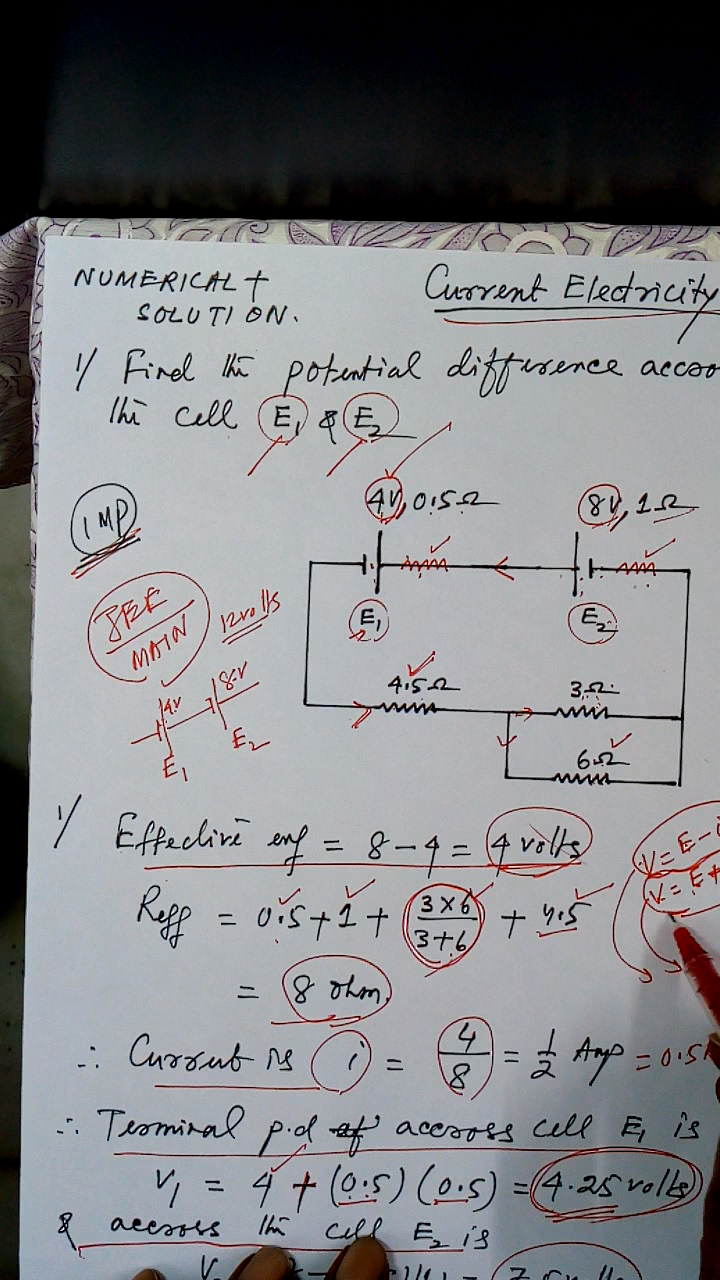 NUMERICAL +
SOLUTION.
Current Electricity
1/ Find the potential difference accro
the cell E1 & E2
IMP
4V, 0.5Ω
8V, 1Ω
E1
E2
JEE
MAIN
12 volts
4V
8V
E1
E2
4.5Ω
3Ω
6Ω
1/ Effective emf = 8 - 4 = 4 volts
V = E - i
V = E +
Reff = 0.5 + 1 + 3×6/3+6 + 4.5
= 8 ohm.
∴ Current is i = 4/8 = 1/2 Amp = 0.5
∴ Terminal p.d accross cell E1 is
V1 = 4 + (0.5) (0.5) = 4.25 volts
& accross the cell E2 is